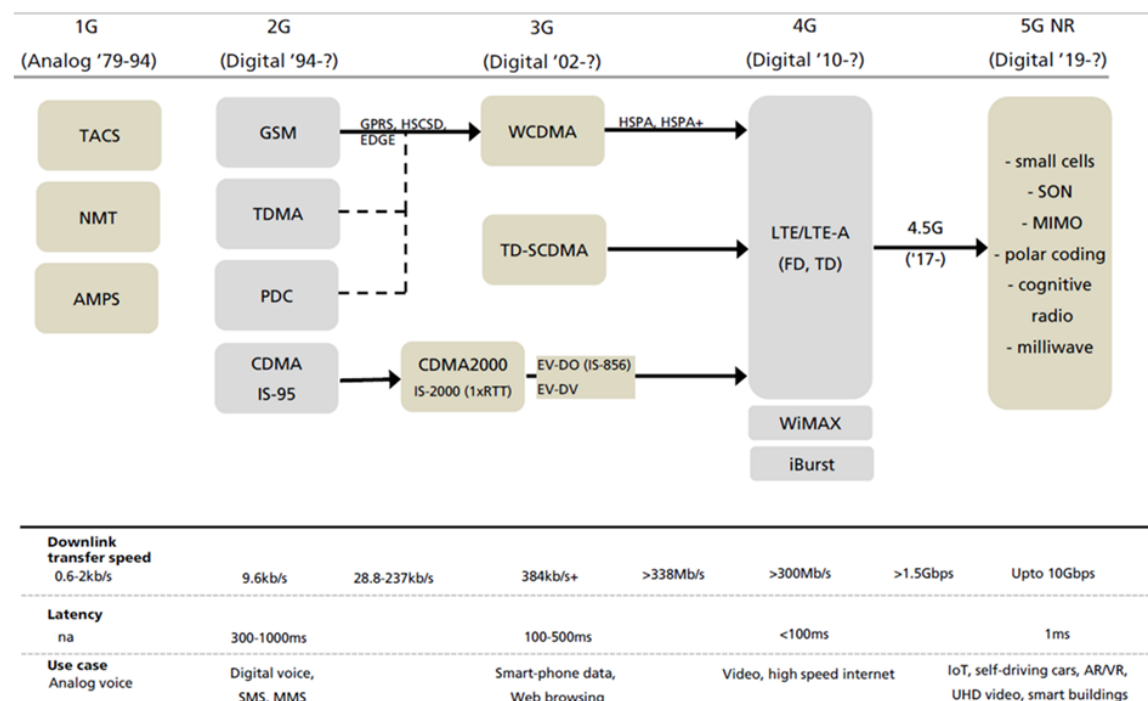 1G
(Analog '79-94)
2G
(Digital '94-?)
3G
(Digital '02-?)
4G
(Digital '10-?)
5G NR
(Digital '19-?)
TACS
NMT
AMPS
GSM
TDMA
PDC
CDMA
IS-95
GPRS, HSCSD,
EDGE
WCDMA
TD-SCDMA
CDMA2000
IS-2000 (1xRTT)
EV-DO (IS-856)
EV-DV
HSPA, HSPA+
LTE/LTE-A
(FD, TD)
WiMAX
iBurst
4.5G
('17-)
- small cells
- SON
- MIMO
- polar coding
- cognitive
radio
- milliwave
Downlink
transfer speed
0.6-2kb/s
9.6kb/s
28.8-237kb/s
384kb/s+
>338Mb/s
>300Mb/s
>1.5Gbps
Upto 10Gbps
Latency
na
300-1000ms
100-500ms
<100ms
1ms
Use case
Analog voice
Digital voice,
SMS, MMS
Smart-phone data,
Web browsing
Video, high speed internet
IoT, self-driving cars, AR/VR,
UHD video, smart buildings